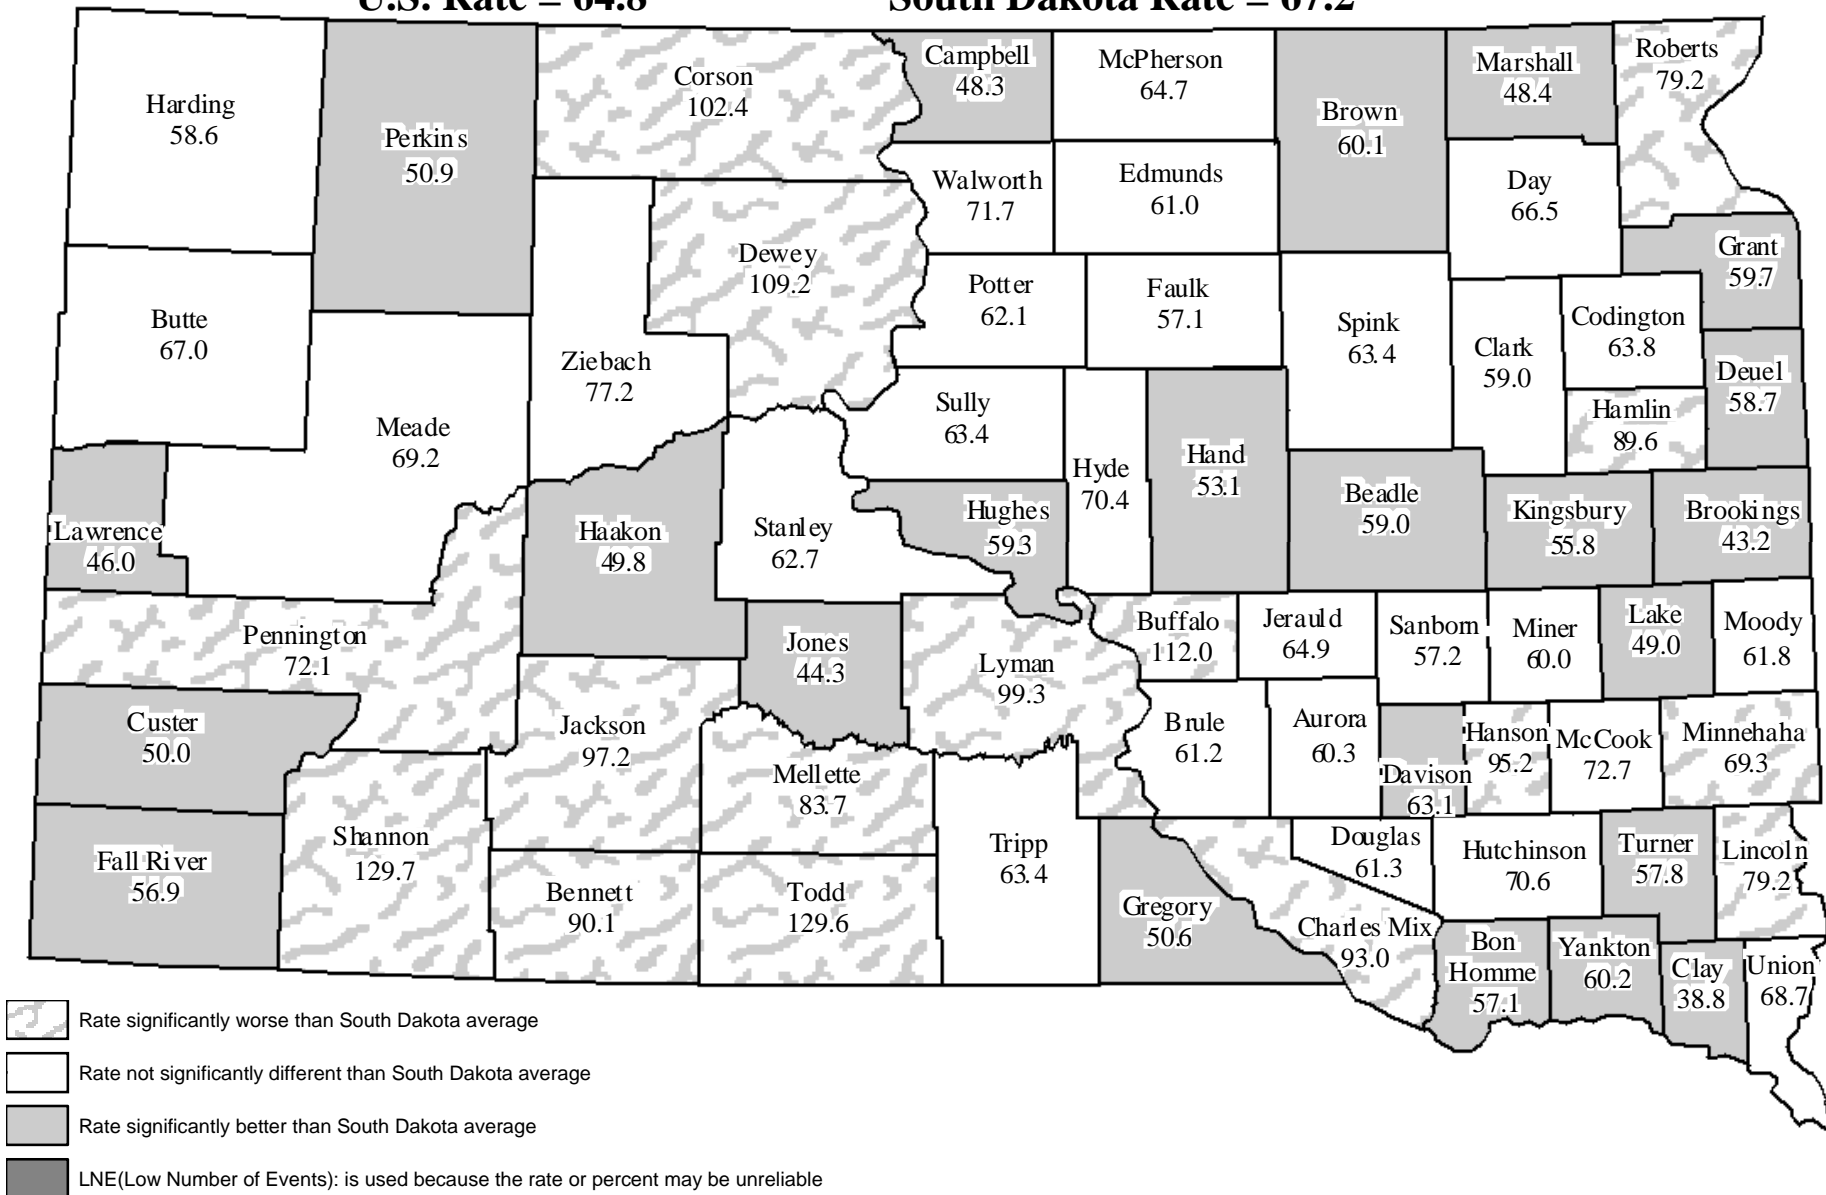 U.S. Rate = 64.8 South Dakota Rate = 67.2
Harding
58.6
Perkins
50.9
Corson
102.4
Campbell
48.3
McPherson
64.7
Brown
60.1
Marshall
48.4
Roberts
79.2
Walworth
71.7
Edmunds
61.0
Day
66.5
Grant
59.7
Butte
67.0
Ziebach
77.2
Dewey
109.2
Potter
62.1
Faulk
57.1
Spink
63.4
Clark
59.0
Codington
63.8
Deuel
58.7
Hamlin
89.6
Meade
69.2
Sully
63.4
Hyde
70.4
Hand
53.1
Beadle
59.0
Kingsbury
55.8
Brookings
43.2
Lawrence
46.0
Haakon
49.8
Stanley
62.7
Hughes
59.3
Pennington
72.1
Jones
44.3
Lyman
99.3
Buffalo
112.0
Jerauld
64.9
Sanborn
57.2
Miner
60.0
Lake
49.0
Moody
61.8
Custer
50.0
Jackson
97.2
Mellette
83.7
Brule
61.2
Aurora
60.3
Davison
63.1
Hanson
95.2
McCook
72.7
Minnehaha
69.3
Fall River
56.9
Shannon
129.7
Bennett
90.1
Todd
129.6
Tripp
63.4
Gregory
50.6
Charles Mix
93.0
Douglas
61.3
Hutchinson
70.6
Turner
57.8
Lincoln
79.2
Bon
Homme
57.1
Yankton
60.2
Clay
38.8
Union
68.7
Rate significantly worse than South Dakota average
Rate not significantly different than South Dakota average
Rate significantly better than South Dakota average
LNE(Low Number of Events): is used because the rate or percent may be unreliable